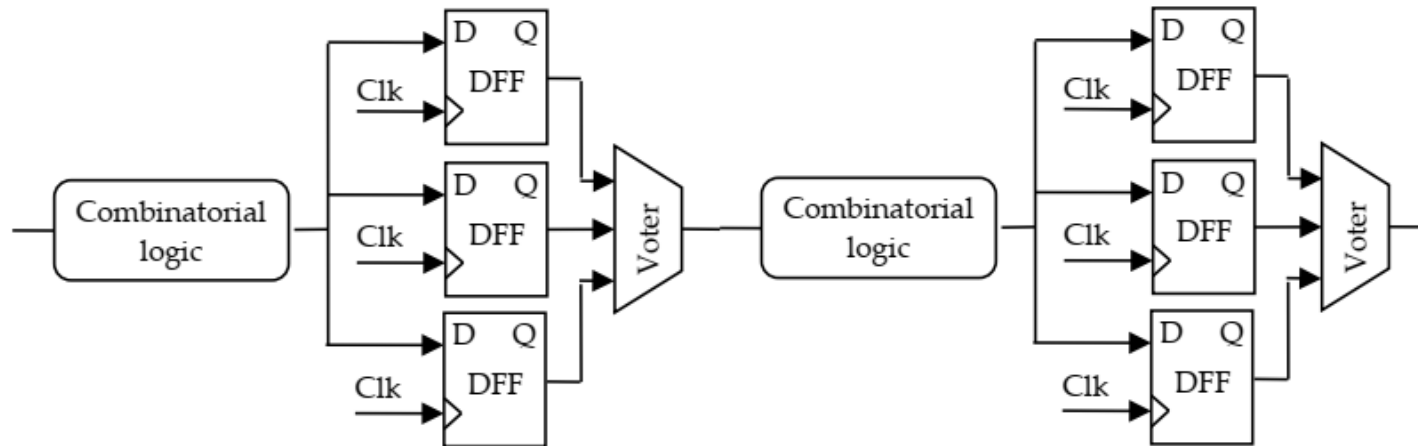 D Q
Clk
DFF
D Q
Clk
DFF
D Q
Clk
DFF
Combinatorial
logic
Voter
Combinatorial
logic
D Q
Clk
DFF
D Q
Clk
DFF
D Q
Clk
DFF
Voter